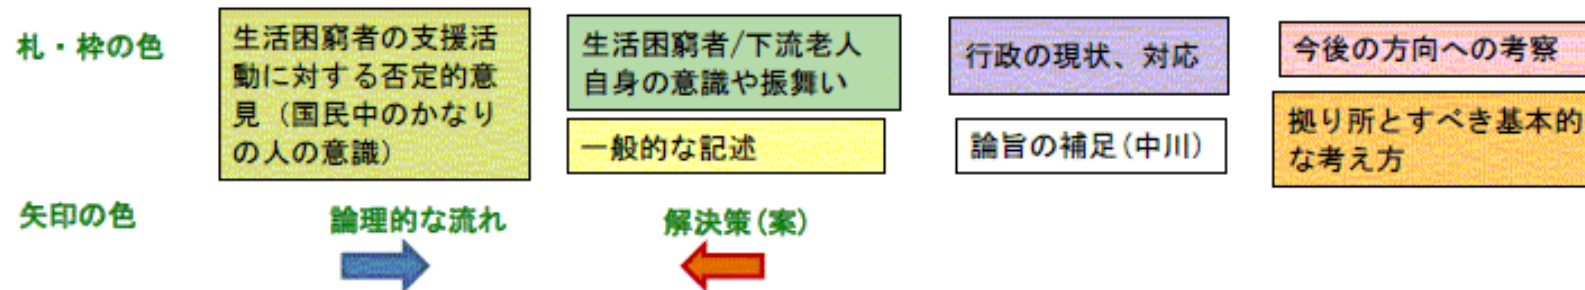 札・枠の色
生活困窮者の支援活
動に対する否定的意
見（国民中のかなり
の人の意識）
生活困窮者/下流老人
自身の意識や振舞い
一般的な記述
行政の現状、対応
論旨の補足(中川)
今後の方向への考察
拠り所とすべき基本的
な考え方
矢印の色
論理的な流れ
解決策(案)